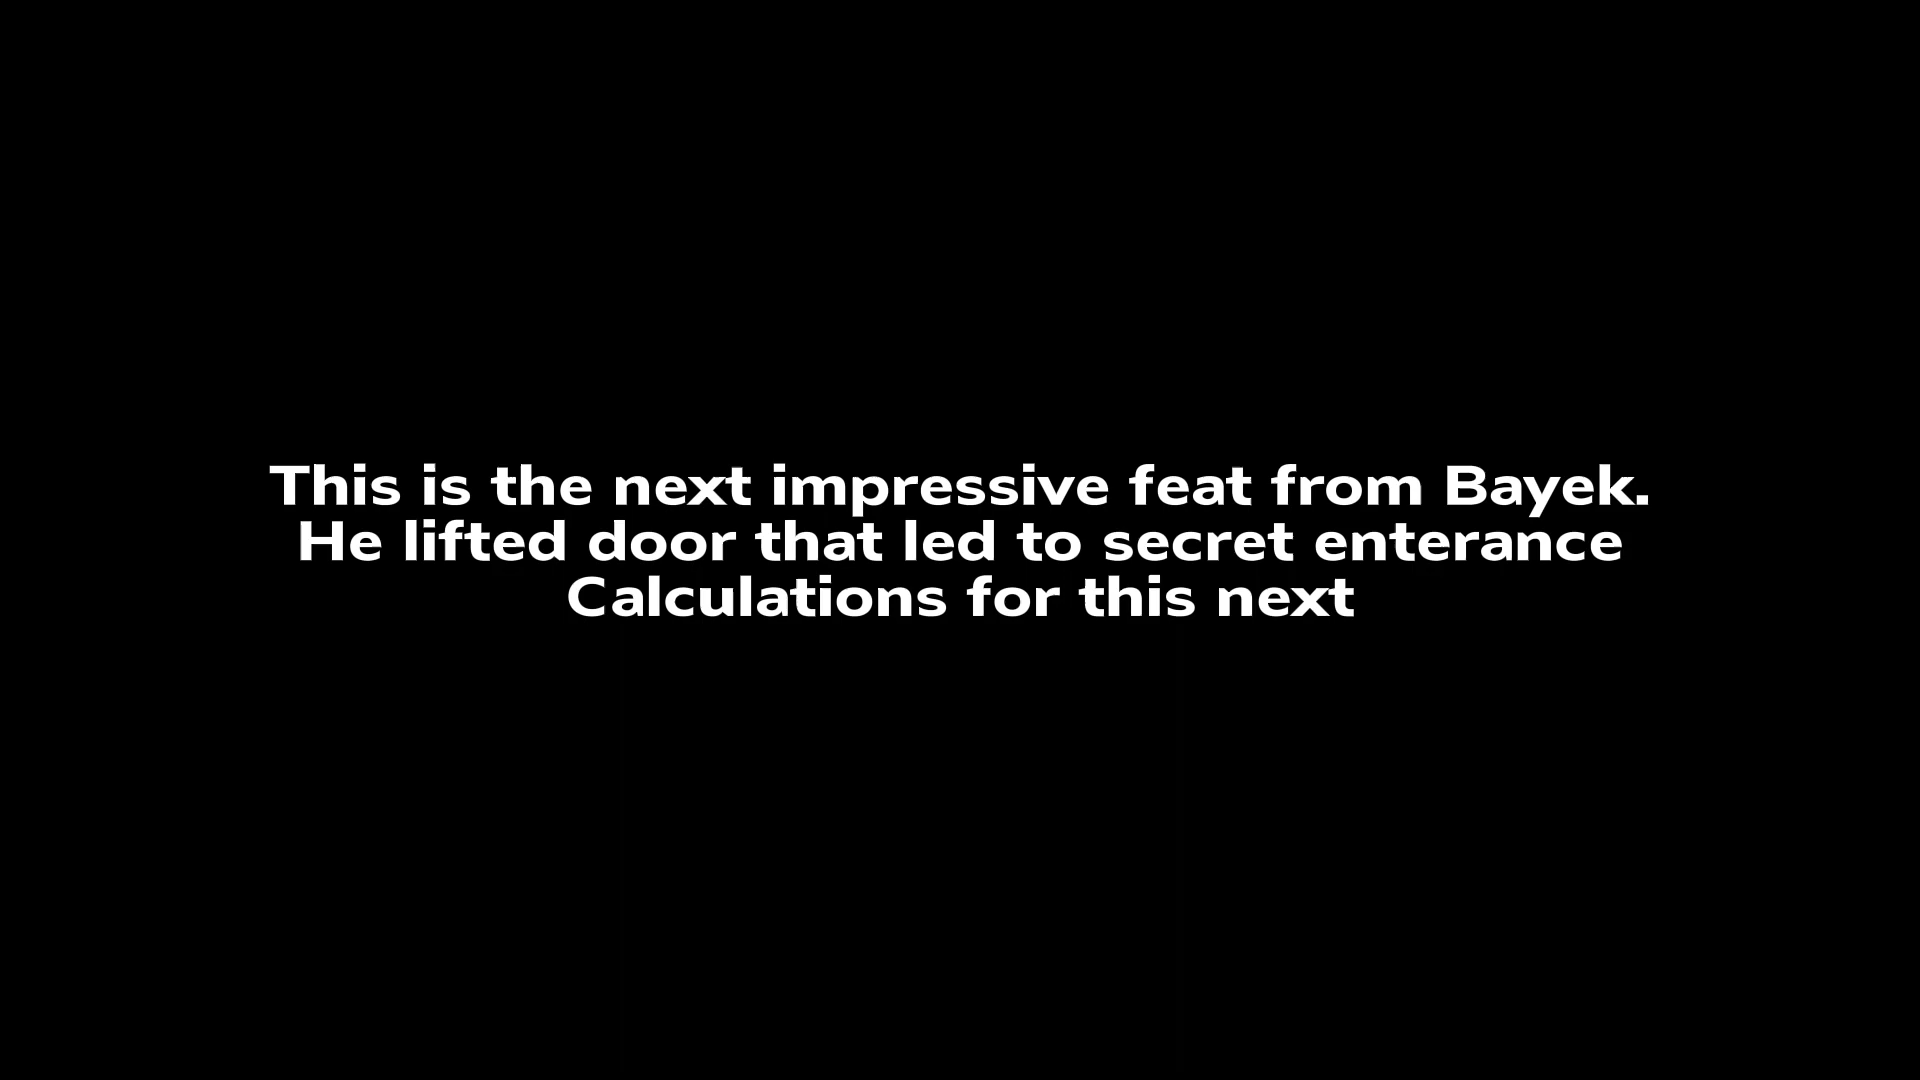 This is the next impressive feat from Bayek.
He lifted door that led to secret enterance
Calculations for this next